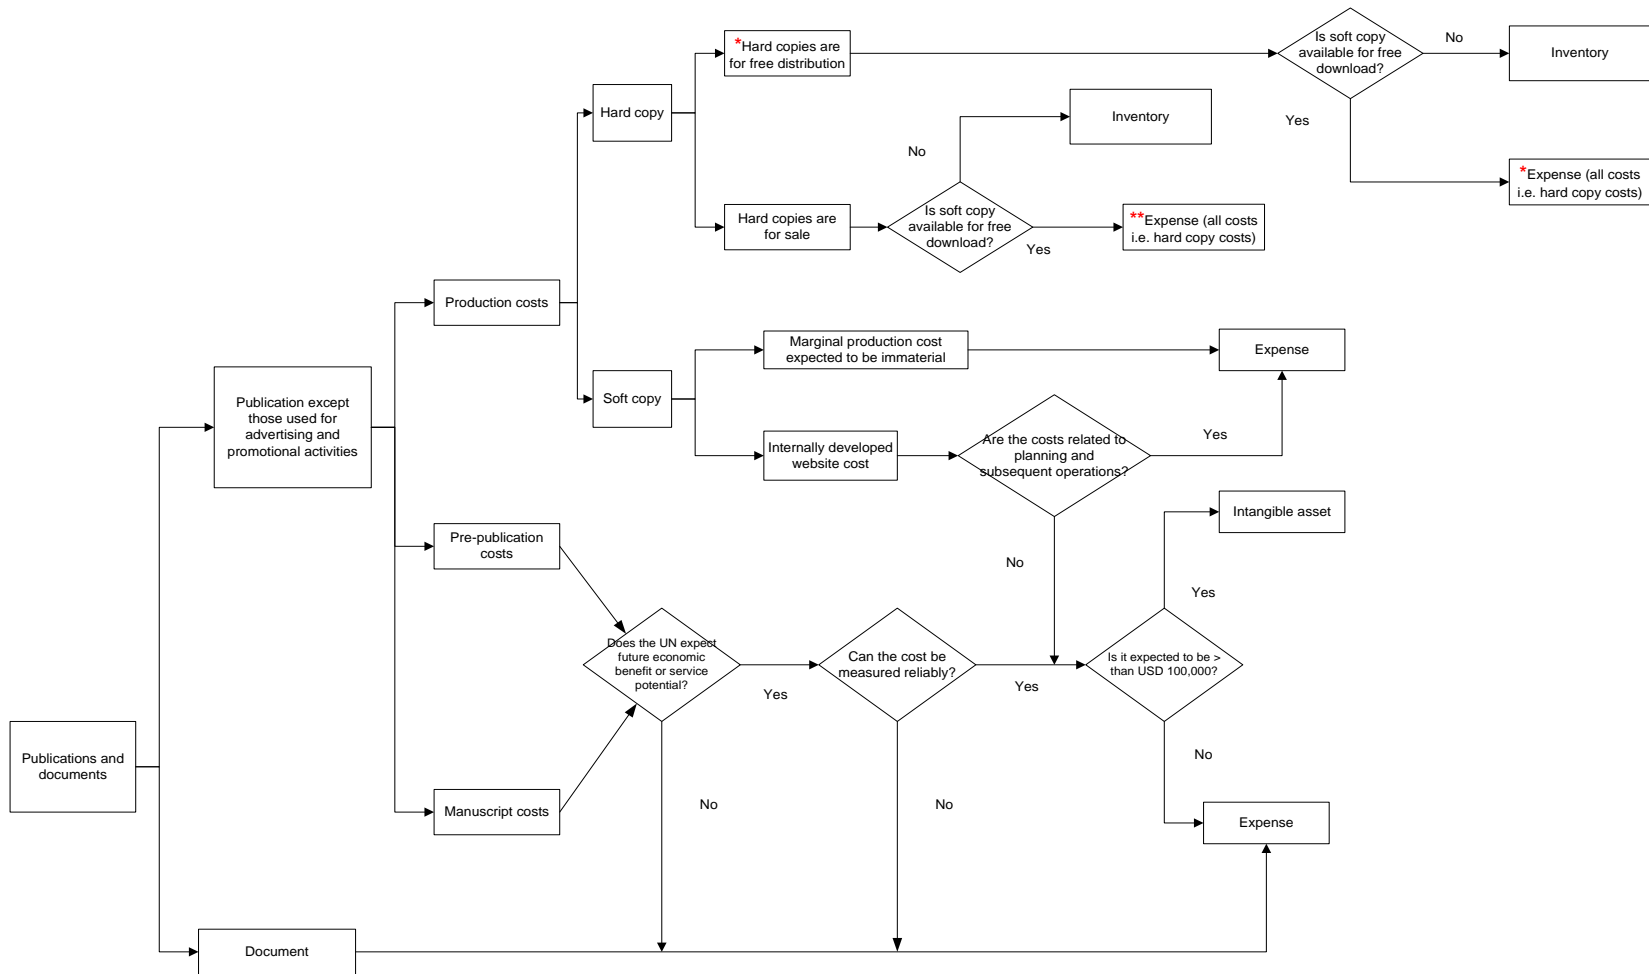 *Hard copies are
for free distribution
Is soft copy
available for free
download?
No
Inventory
Yes
*Expense (all costs
i.e. hard copy costs)
Hard copy
Inventory
No
Hard copies are
for sale
Is soft copy
available for free
download?
Yes
**Expense (all costs
i.e. hard copy costs)
Production costs
Marginal production cost
expected to be immaterial
Expense
Soft copy
Publication except
those used for
advertising and
promotional activities
Internally developed
website cost
Are the costs related to
planning and
subsequent operations?
Yes
No
Intangible asset
Pre-publication
costs
Yes
Does the UN expect
future economic
benefit or service
potential?
Yes
Can the cost be
measured reliably?
Yes
Is it expected to be >
than USD 100,000?
No
Publications and
documents
Manuscript costs
No
No
Expense
Document